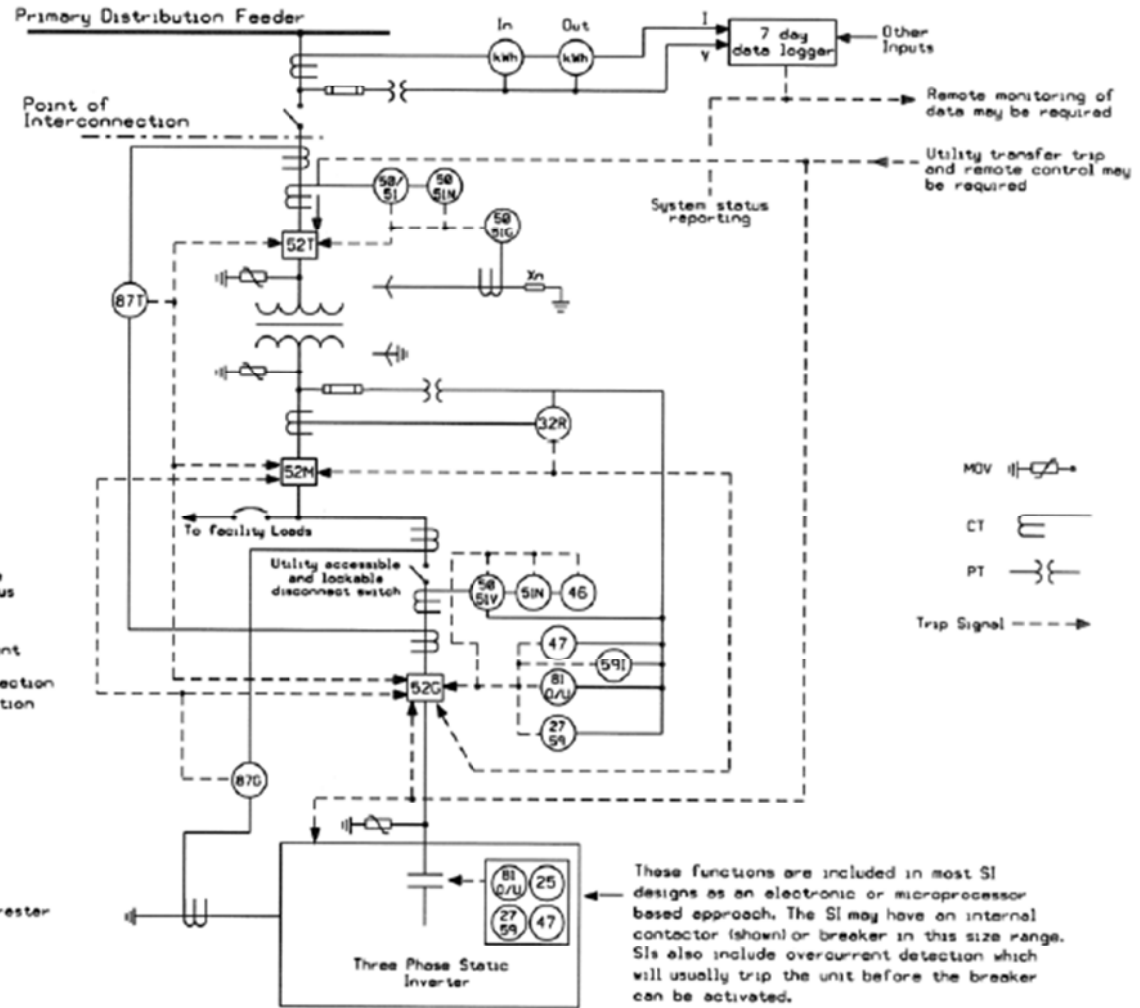 Primary Distribution Feeder
In
Out
kWh
kWh
I
V
7 day
data logger
Other
Inputs
Remote monitoring of
data may be required
Point of
Interconnection
Utility transfer trip
and remote control may
be required
System status
reporting
50/
51
50
51N
50
51G
52T
Xn
87T
32R
52M
To facility Loads
Utility accessible
and lockable
disconnect switch
50
51V
51N
46
47
59I
81
O/U
27
59
52G
87G
MOV
CT
PT
Trip Signal
us
nt
ection
tion
rester
81
O/U
25
27
59
47
Three Phase Static
Inverter
These functions are included in most SI
designs as an electronic or microprocessor
based approach. The SI may have an internal
contactor (shown) or breaker in this size range.
SIs also include overcurrent detection which
will usually trip the unit before the breaker
can be activated.